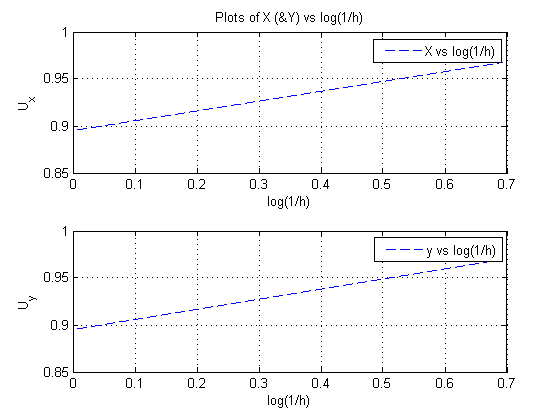 Plots of X (&Y) vs log(1/h)
1
0.95
0.9
0.85
U_x
X vs log(1/h)
0 0.1 0.2 0.3 0.4 0.5 0.6 0.7
log(1/h)
1
0.95
0.9
0.85
U_y
y vs log(1/h)
0 0.1 0.2 0.3 0.4 0.5 0.6 0.7
log(1/h)